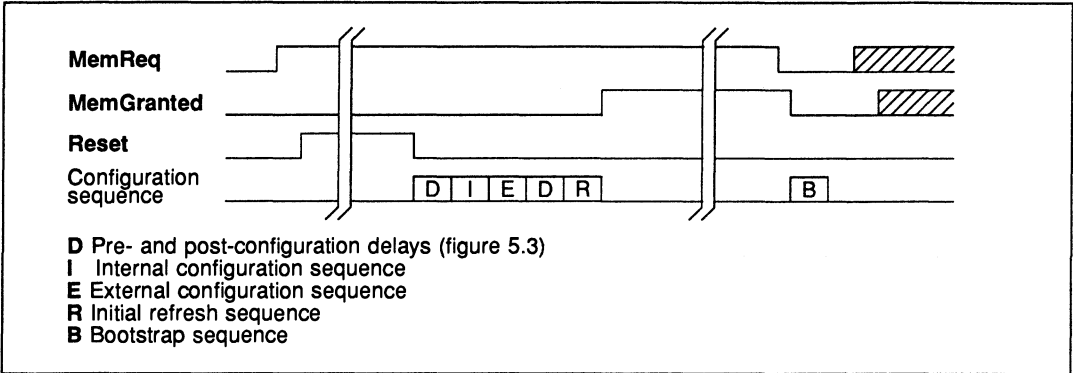 MemReq
MemGranted
Reset
Configuration
sequence
D I E D R B
D Pre- and post-configuration delays (figure 5.3)
I Internal configuration sequence
E External configuration sequence
R Initial refresh sequence
B Bootstrap sequence